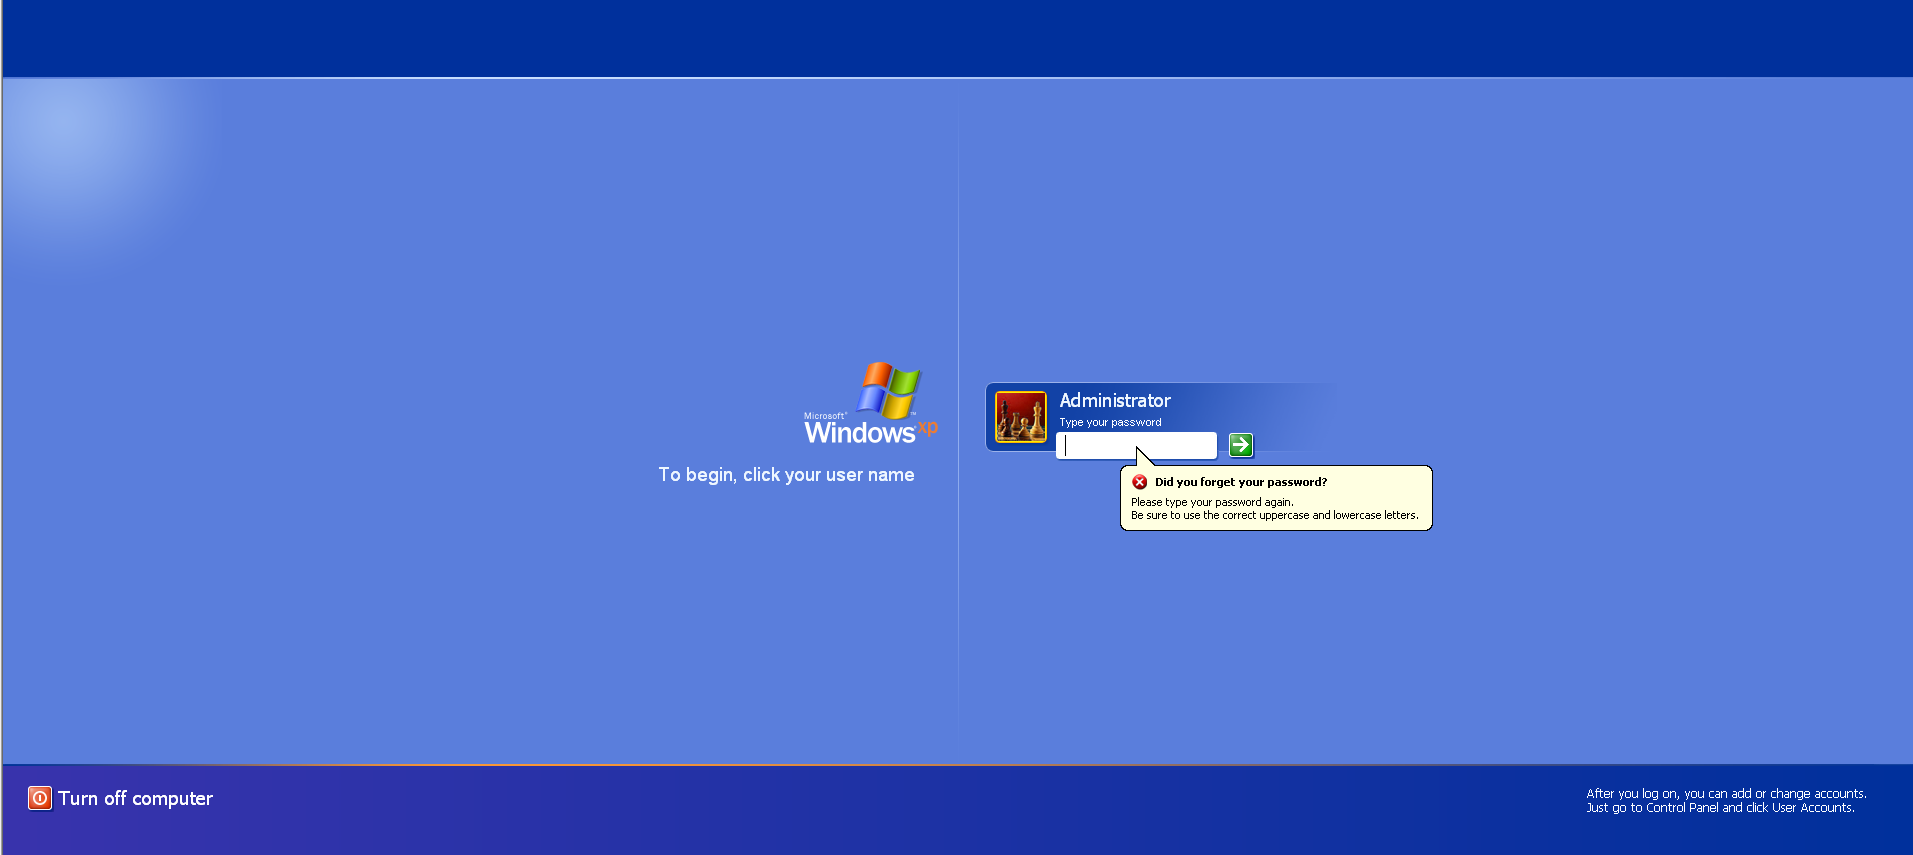 Microsoft®
Windows xp™
To begin, click your user name
Administrator
Type your password
Did you forget your password?
Please type your password again.
Be sure to use the correct uppercase and lowercase letters.
Turn off computer
After you log on, you can add or change accounts.
Just go to Control Panel and click User Accounts.